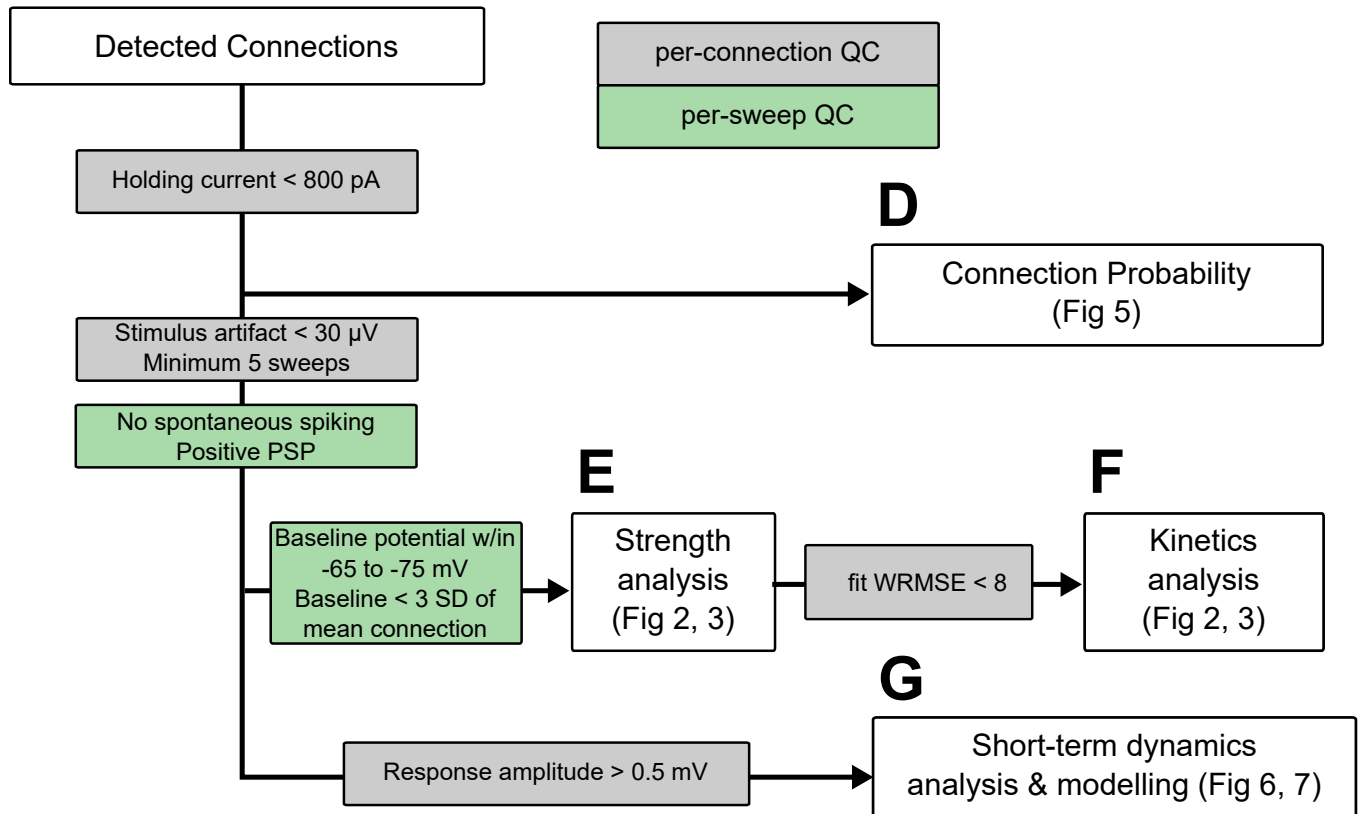 Detected Connections
per-connection QC
per-sweep QC
Holding current < 800 pA
D
Connection Probability
(Fig 5)
Stimulus artifact < 30 µV
Minimum 5 sweeps
No spontaneous spiking
Positive PSP
E
F
Baseline potential w/in
-65 to -75 mV
Baseline < 3 SD of
mean connection
Strength
analysis
(Fig 2, 3)
fit WRMSE < 8
Kinetics
analysis
(Fig 2, 3)
G
Response amplitude > 0.5 mV
Short-term dynamics
analysis & modelling (Fig 6, 7)